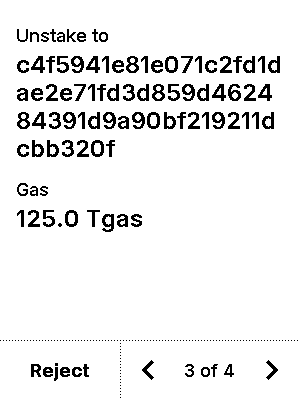 Unstake to
c4f5941e81e071c2fd1d
ae2e71fd3d859d4624
84391d9a90bf219211d
cbb320f
Gas
125.0 Tgas
Reject
3 of 4